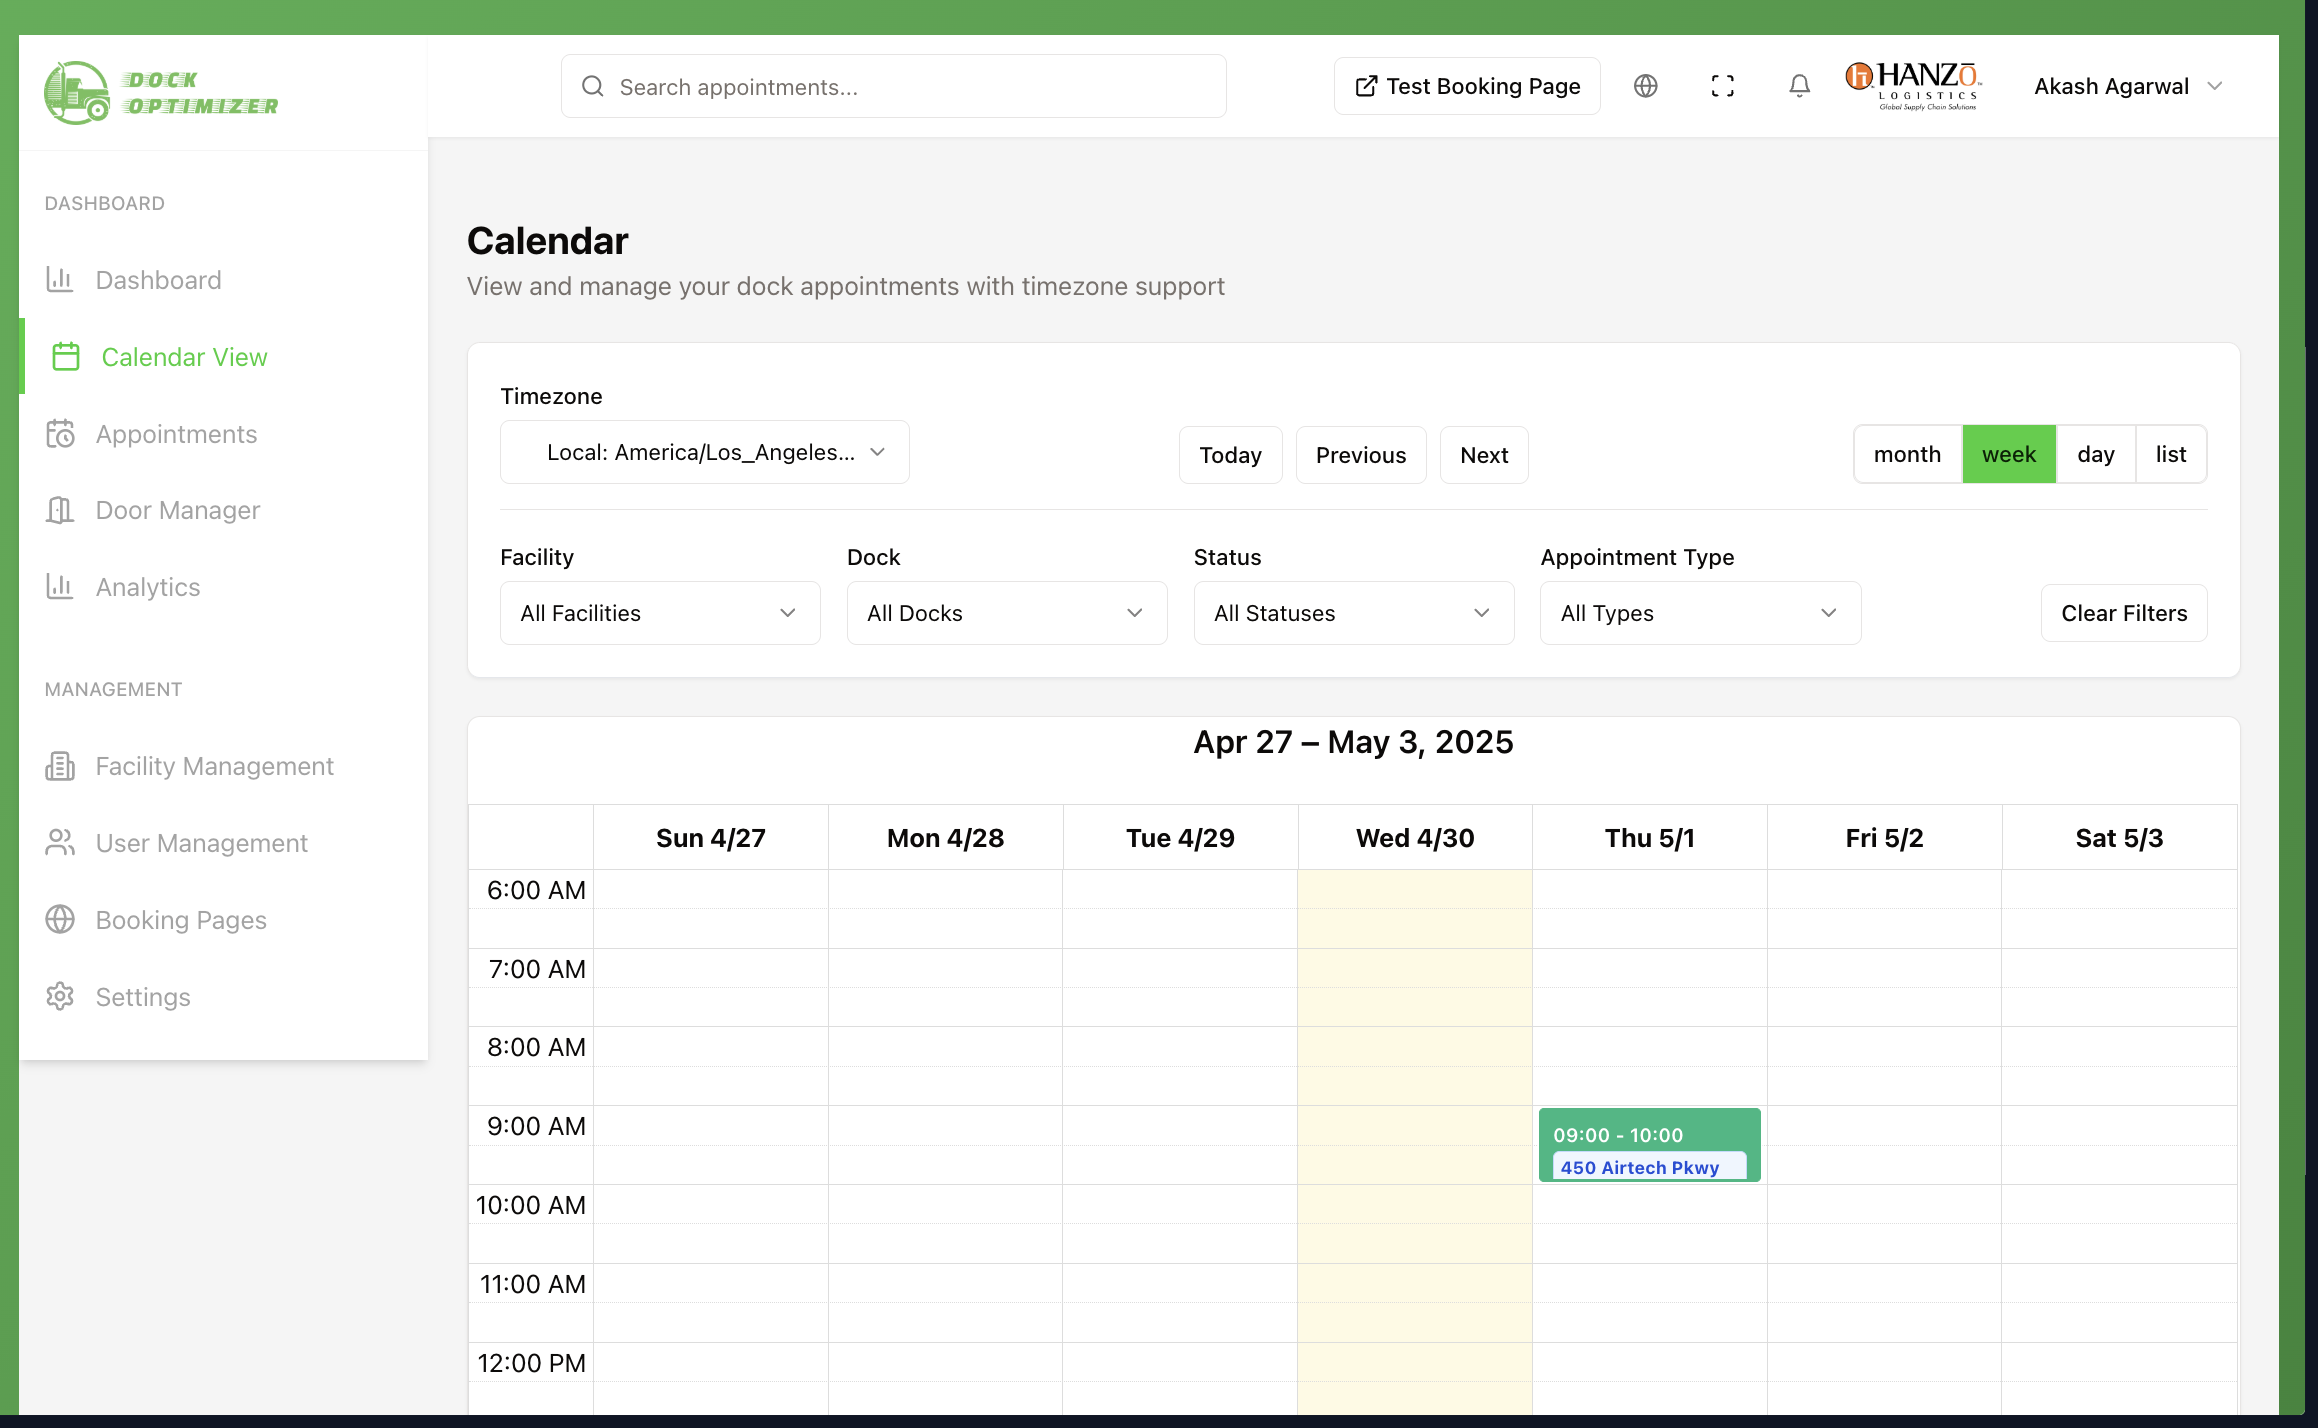 DOCK
OPTIMIZER
Search appointments...
Test Booking Page
HANZŌ
LOGISTICS
Global Supply Chain Solutions
Akash Agarwal
DASHBOARD
Dashboard
Calendar View
Appointments
Door Manager
Analytics
MANAGEMENT
Facility Management
User Management
Booking Pages
Settings
Calendar
View and manage your dock appointments with timezone support
Timezone
Local: America/Los_Angeles...
Today
Previous
Next
month
week
day
list
Facility
Dock
Status
Appointment Type
All Facilities
All Docks
All Statuses
All Types
Clear Filters
Apr 27 – May 3, 2025
Sun 4/27
Mon 4/28
Tue 4/29
Wed 4/30
Thu 5/1
Fri 5/2
Sat 5/3
6:00 AM
7:00 AM
8:00 AM
9:00 AM
09:00 - 10:00
450 Airtech Pkwy
10:00 AM
11:00 AM
12:00 PM